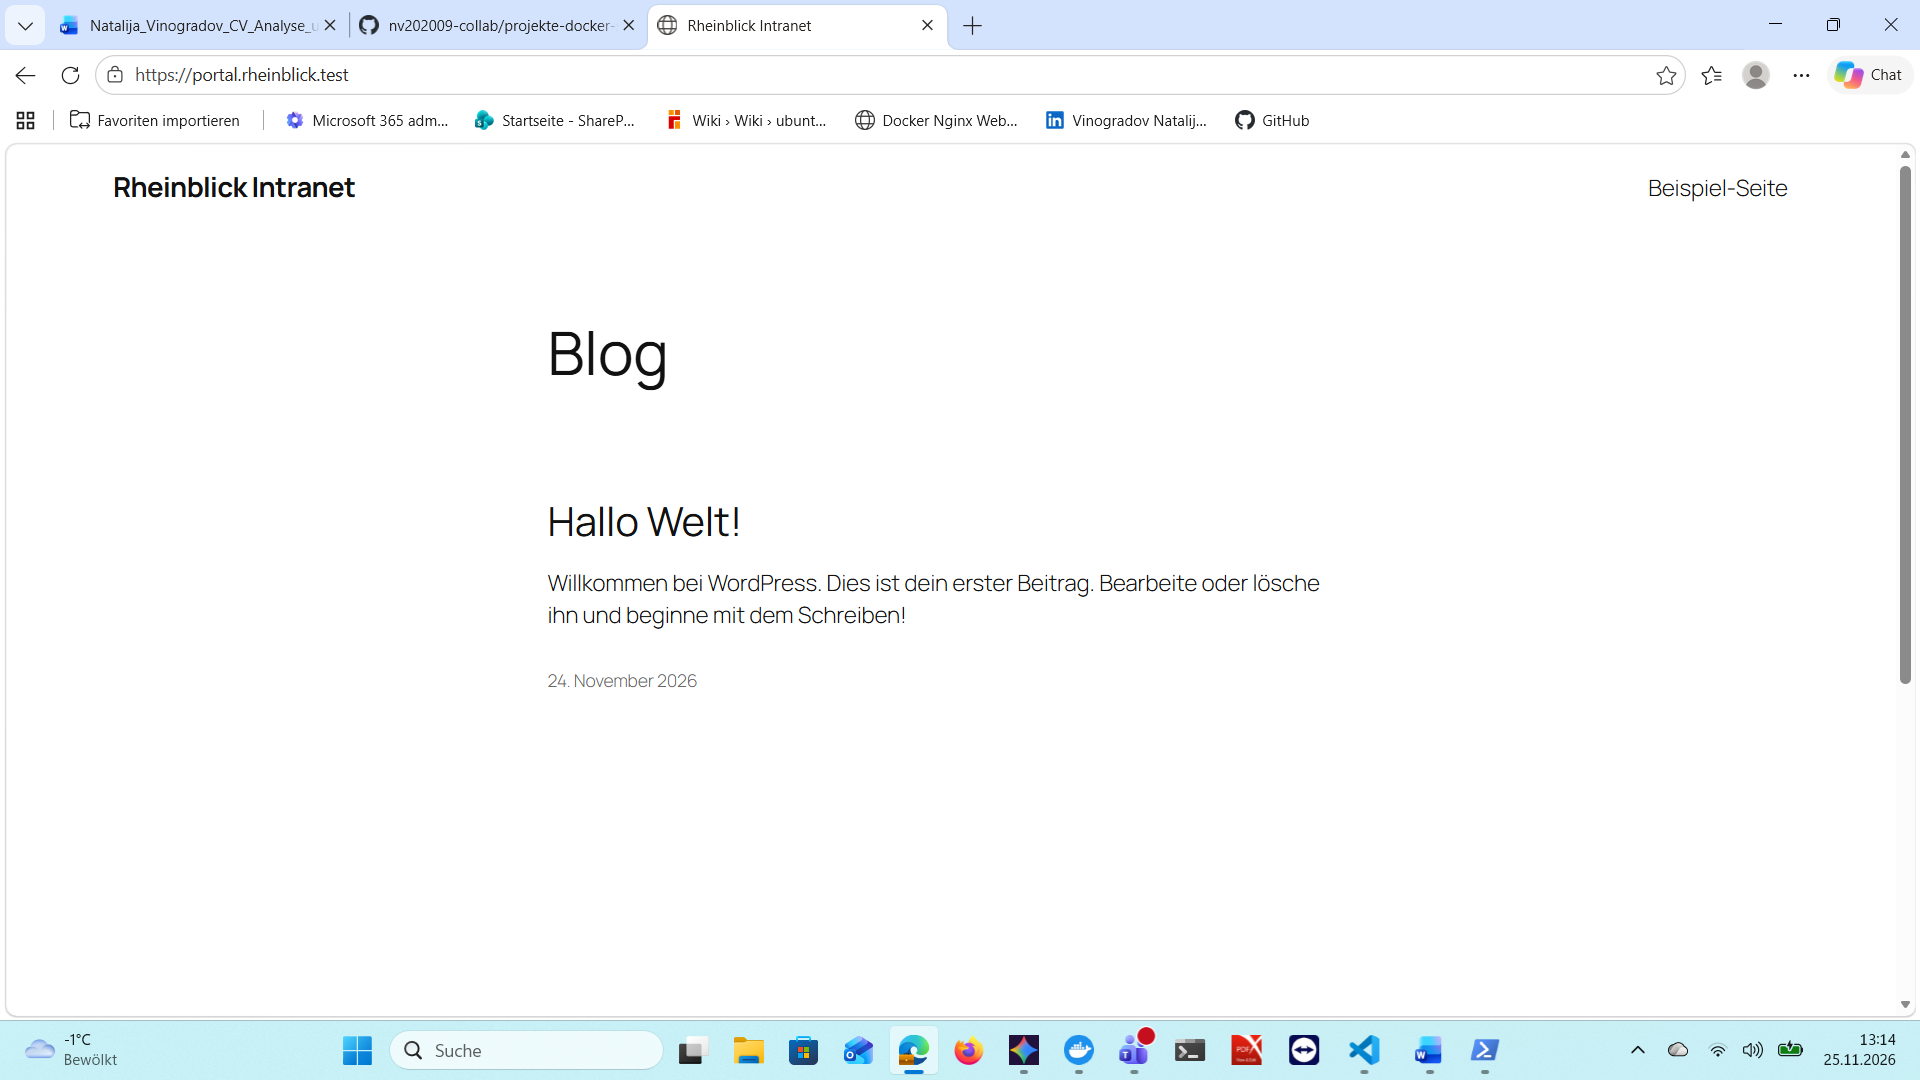 Natalija_Vinogradov_CV_Analyse_u
nv202009-collab/projekte-docker-
Rheinblick Intranet
https://portal.rheinblick.test
Chat
Favoriten importieren
Microsoft 365 adm...
Startseite - ShareP...
Wiki › Wiki › ubunt...
Docker Nginx Web...
Vinogradov Natalij...
GitHub
Rheinblick Intranet
Beispiel-Seite
Blog
Hallo Welt!
Willkommen bei WordPress. Dies ist dein erster Beitrag. Bearbeite oder lösche
ihn und beginne mit dem Schreiben!
24. November 2026
-1°C
Bewölkt
Suche
13:14
25.11.2026